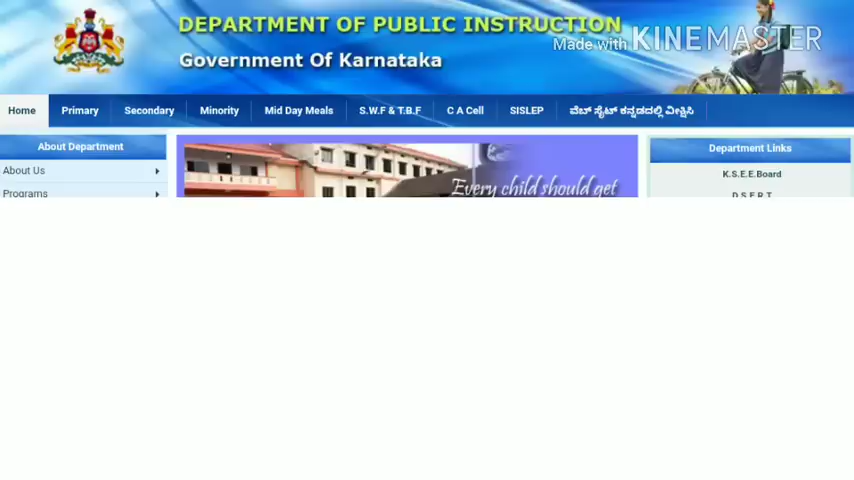 DEPARTMENT OF PUBLIC INSTRUCTION
Made with KINEMASTER
Government Of Karnataka
Home Primary Secondary Minority Mid Day Meals S.W.F & T.B.F C A Cell SISLEP ವೆಬ್ ಸೈಟ್ ಕನ್ನಡದಲ್ಲಿ ವೀಕ್ಷಿಸಿ
About Department
Department Links
About Us
K.S.E.E.Board
Every child should get
Programs
D.S.E.R.T